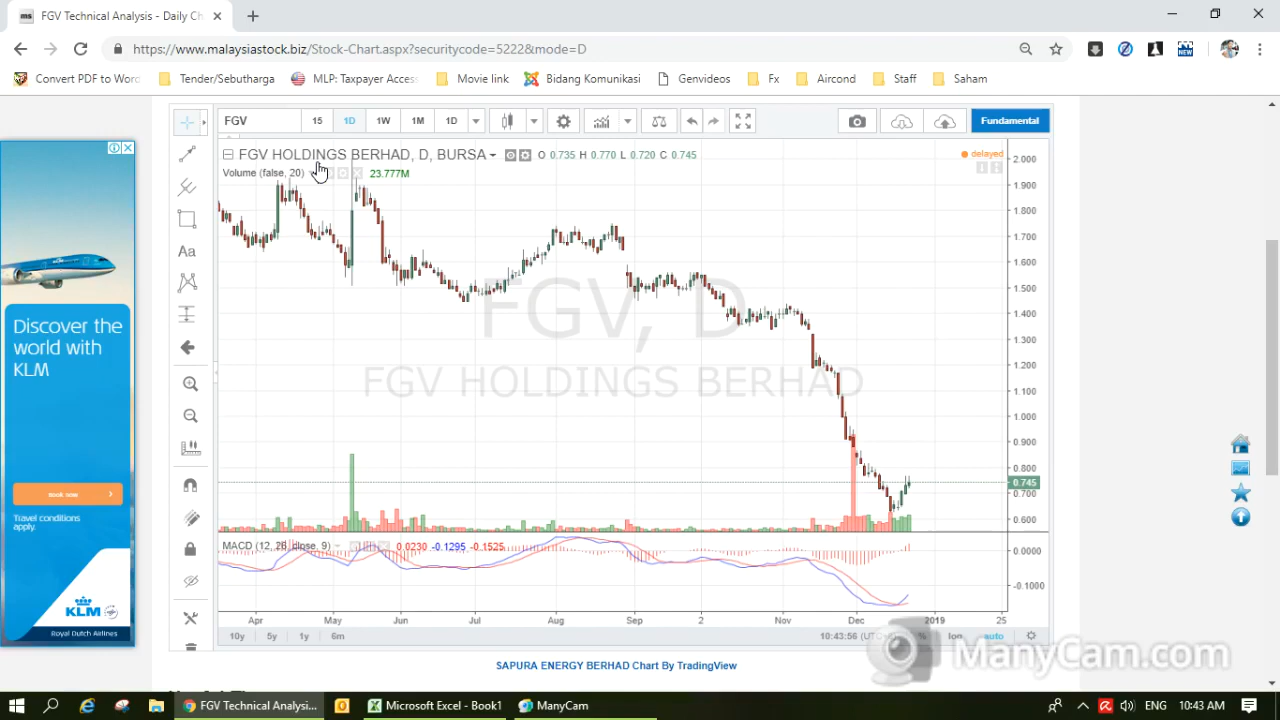 FGV Technical Analysis - Daily Ch
https://www.malaysiastock.biz/Stock-Chart.aspx?securitycode=5222&mode=D
Convert PDF to Word
Tender/Sebutharga
MLP: Taxpayer Access
Movie link
Bidang Komunikasi
Genvideos
Fx
Aircond
Staff
Saham
NEW
FGV 15 1D 1W 1M 1D Fundamental
FGV HOLDINGS BERHAD, D, BURSA O 0.735 H 0.770 L 0.720 C 0.745 delayed
Volume (false, 20) 23.777M
Aa
FGV, D
FGV HOLDINGS BERHAD
2.000
1.900
1.800
1.700
1.600
1.500
1.400
1.300
1.200
1.100
1.000
0.900
0.800
0.745
0.700
0.600
MACD (12, 26, close, 9) 0.0230 -0.1295 -0.1525
0.0000
-0.1000
Apr May Jun Jul Aug Sep 2 Nov Dec 2019 25
10y 5y 1y 6m 10:43:56 (UTC % log auto
SAPURA ENERGY BERHAD Chart By TradingView
Discover the
world with
KLM
Book now
Travel conditions
apply.
KLM
Royal Dutch Airlines
ManyCam.com
FGV Technical Analysi...
Microsoft Excel - Book1
ManyCam
ENG 10:43 AM